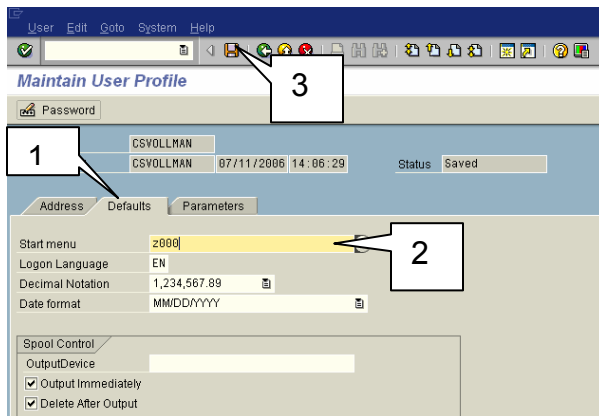 User Edit Goto System Help
Maintain User Profile
3
Password
1
CSVOLLMAN
CSVOLLMAN 07/11/2006 14:06:29 Status Saved
Address Defaults Parameters
Start menu z000
2
Logon Language EN
Decimal Notation 1,234,567.89
Date format MM/DD/YYYY
Spool Control
OutputDevice
Output Immediately
Delete After Output